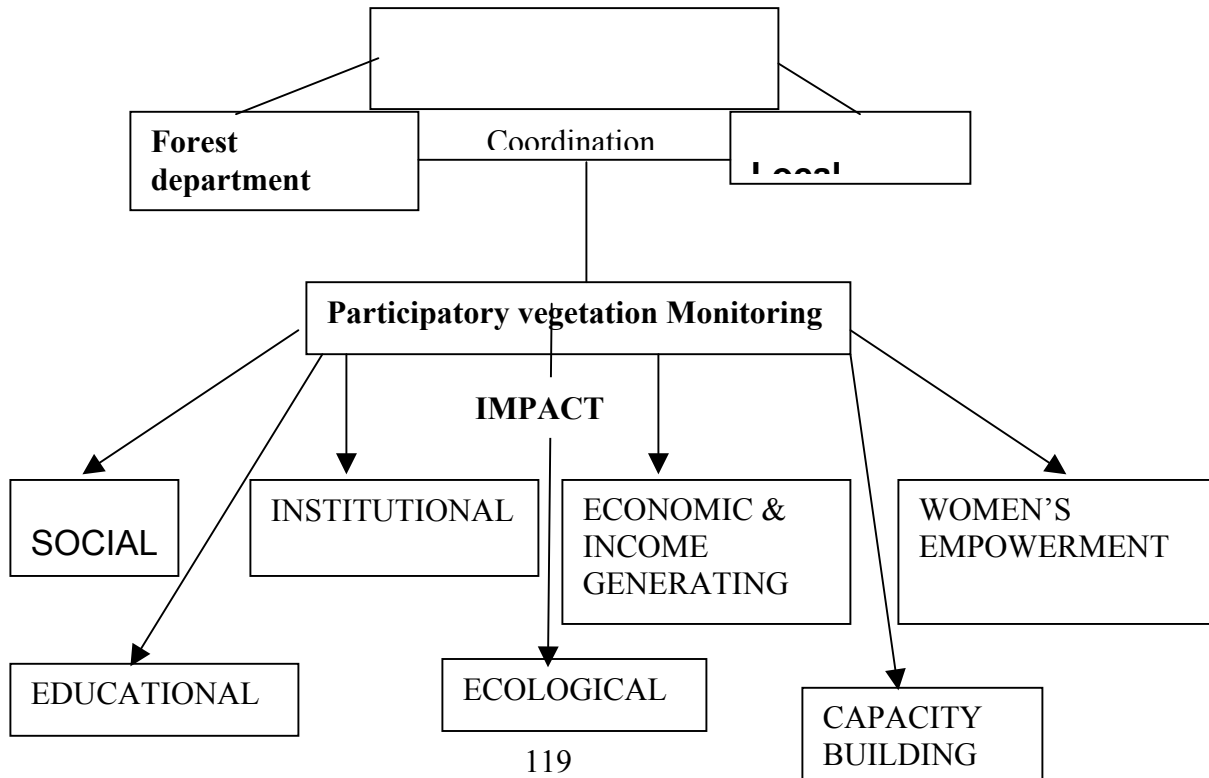 Forest
department
Coordination
Local
Participatory vegetation Monitoring
IMPACT
SOCIAL
INSTITUTIONAL
ECONOMIC &
INCOME
GENERATING
WOMEN’S
EMPOWERMENT
EDUCATIONAL
ECOLOGICAL
CAPACITY
BUILDING
119